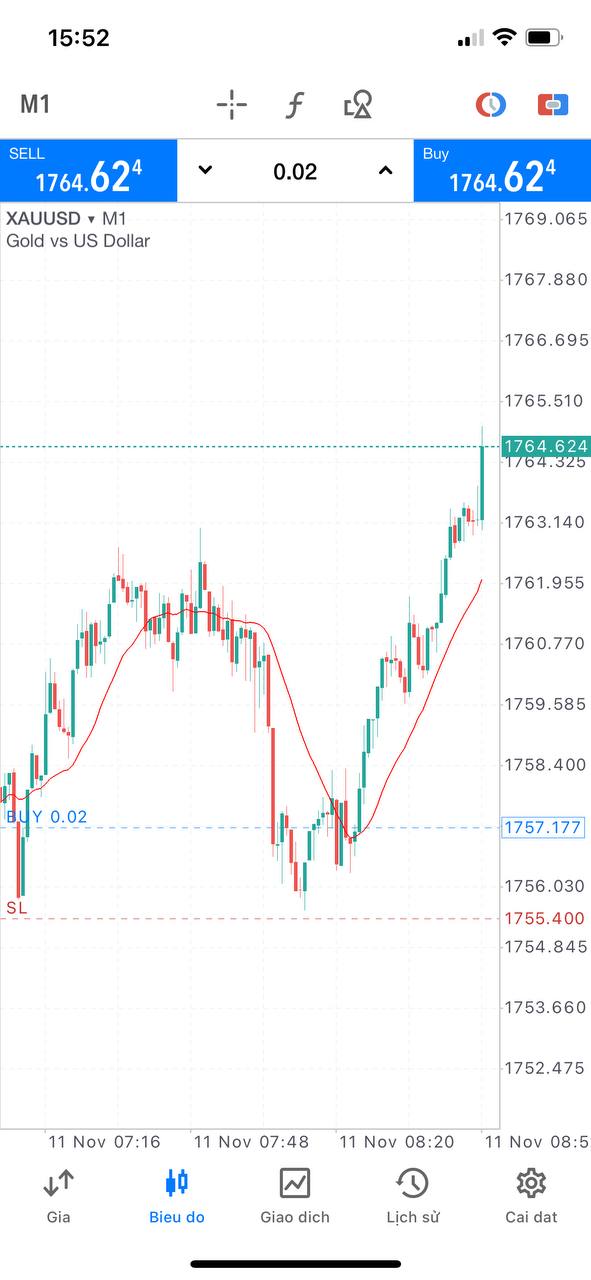 15:52
M1
SELL
1764.62⁴
0.02
Buy
1764.62⁴
XAUUSD ▾ M1
Gold vs US Dollar
1769.065
1767.880
1766.695
1765.510
1764.624
1764.325
1763.140
1761.955
1760.770
1759.585
1758.400
BUY 0.02
1757.177
1756.030
SL
1755.400
1754.845
1753.660
1752.475
11 Nov 07:16 11 Nov 07:48 11 Nov 08:20 11 Nov 08:5
Gia Bieu do Giao dich Lịch sử Cai dat